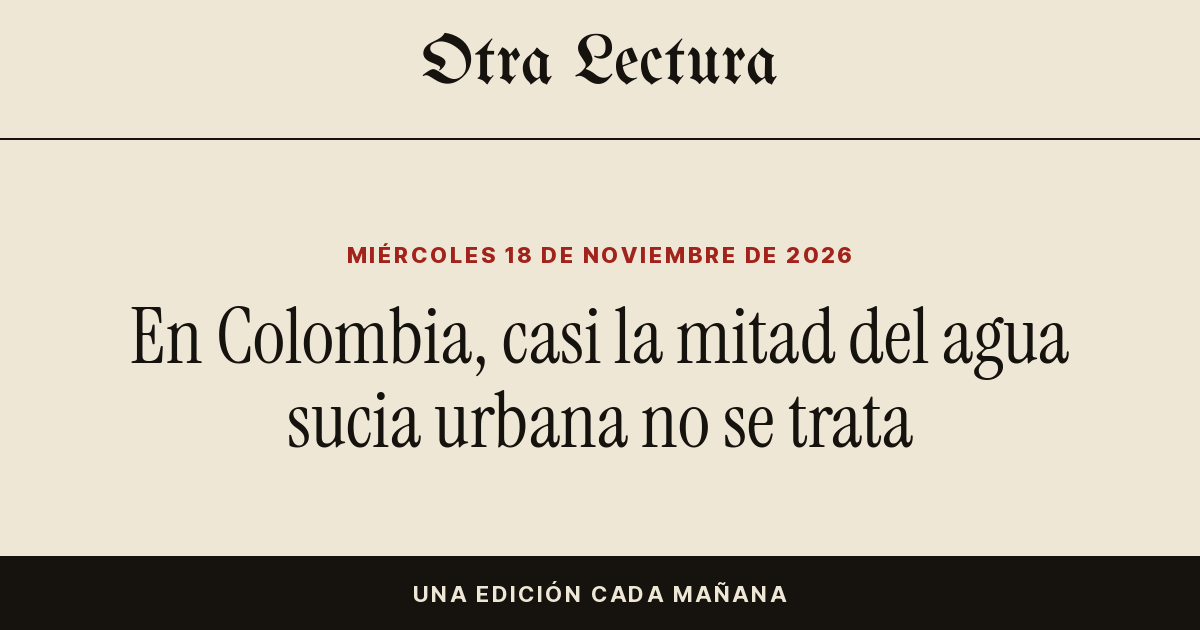 Otra Lectura
MIÉRCOLES 18 DE NOVIEMBRE DE 2026
En Colombia, casi la mitad del agua
sucia urbana no se trata
UNA EDICIÓN CADA MAÑANA